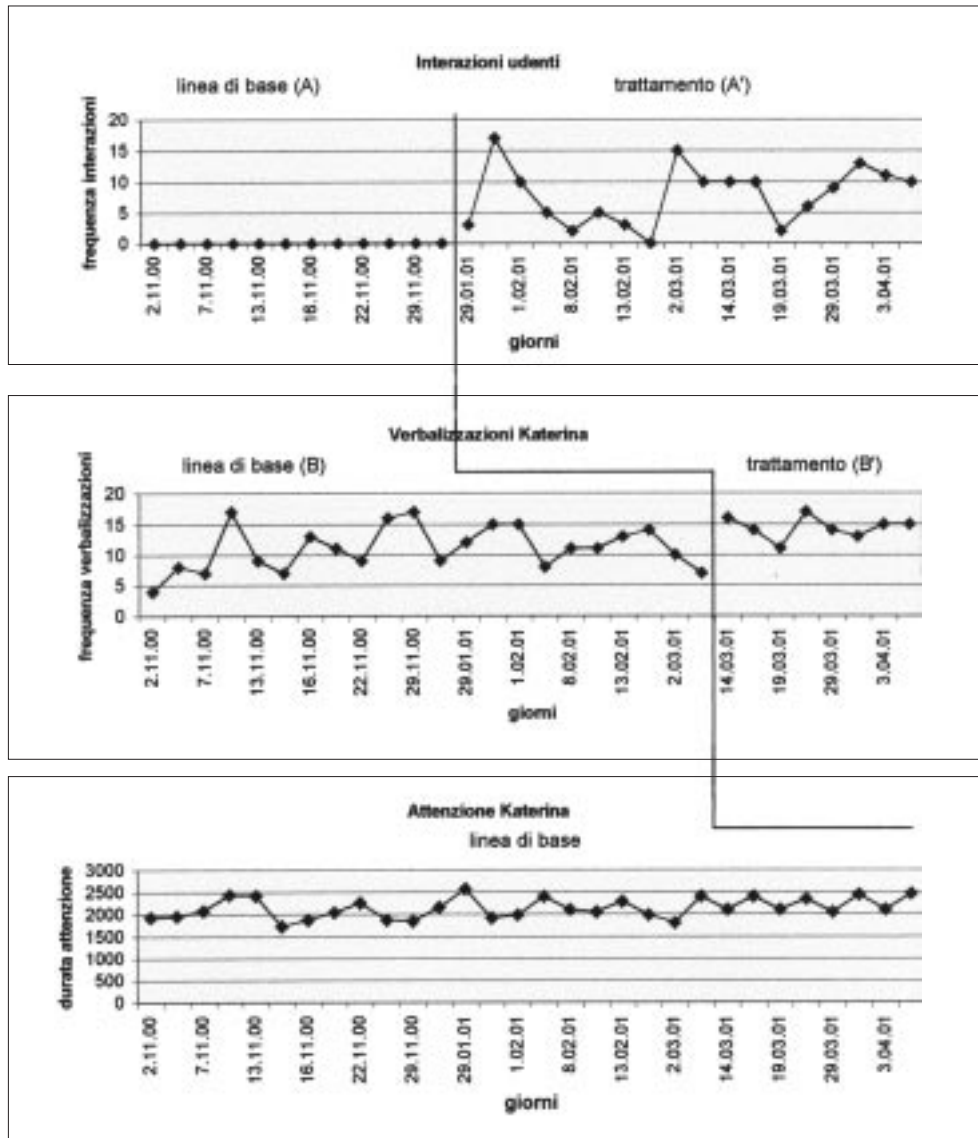 Interazioni udenti
linea di base (A) trattamento (A')
frequenza interazioni
20
15
10
5
0
2.11.00 7.11.00 13.11.00 16.11.00 22.11.00 29.11.00 29.01.01 1.02.01 8.02.01 13.02.01 2.03.01 14.03.01 19.03.01 29.03.01 3.04.01
giorni
Verbalizzazioni Katerina
linea di base (B) trattamento (B')
frequenza verbalizzazioni
20
15
10
5
0
2.11.00 7.11.00 13.11.00 16.11.00 22.11.00 29.11.00 29.01.01 1.02.01 8.02.01 13.02.01 2.03.01 14.03.01 19.03.01 29.03.01 3.04.01
giorni
Attenzione Katerina
linea di base
durata attenzione
3000
2500
2000
1500
1000
500
0
2.11.00 7.11.00 13.11.00 16.11.00 22.11.00 29.11.00 29.01.01 1.02.01 8.02.01 13.02.01 2.03.01 14.03.01 19.03.01 29.03.01 3.04.01
giorni